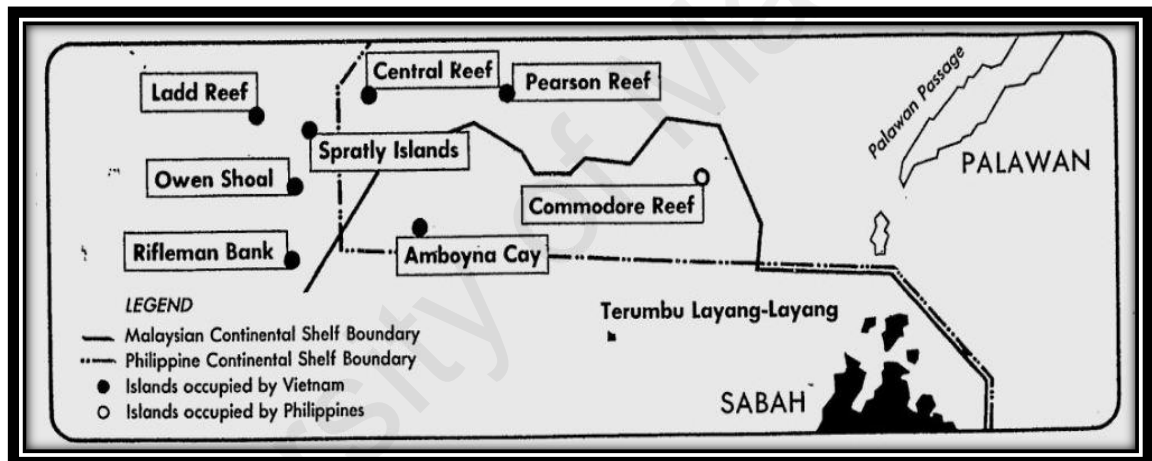 Central Reef
Pearson Reef
Ladd Reef
Palawan Passage
Spratly Islands
PALAWAN
Owen Shoal
Commodore Reef
Rifleman Bank
Amboyna Cay
LEGEND
Terumbu Layang-Layang
Malaysian Continental Shelf Boundary
Philippine Continental Shelf Boundary
Islands occupied by Vietnam
Islands occupied by Philippines
SABAH